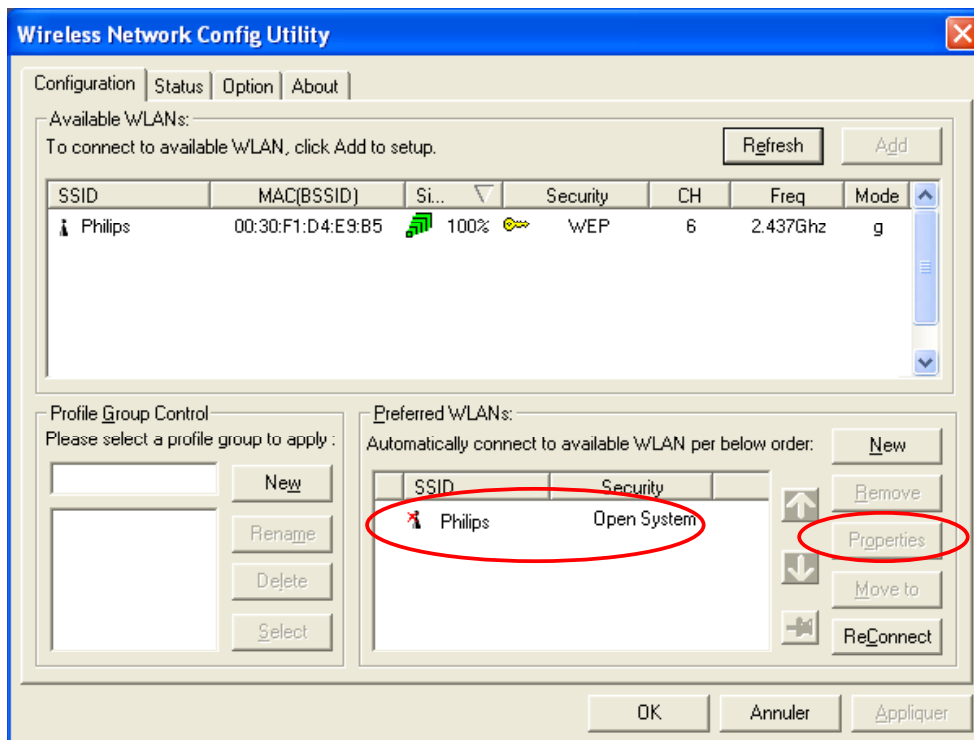 Wireless Network Config Utility
Configuration Status Option About
Available WLANs:
To connect to available WLAN, click Add to setup.
Refresh Add
SSID MAC(BSSID) Si... Security CH Freq Mode
Philips 00:30:F1:D4:E9:B5 100% WEP 6 2.437Ghz g
Profile Group Control
Please select a profile group to apply :
New
Rename
Delete
Select
Preferred WLANs:
Automatically connect to available WLAN per below order:
SSID Security
Philips Open System
New
Remove
Properties
Move to
ReConnect
OK Annuler Appliquer